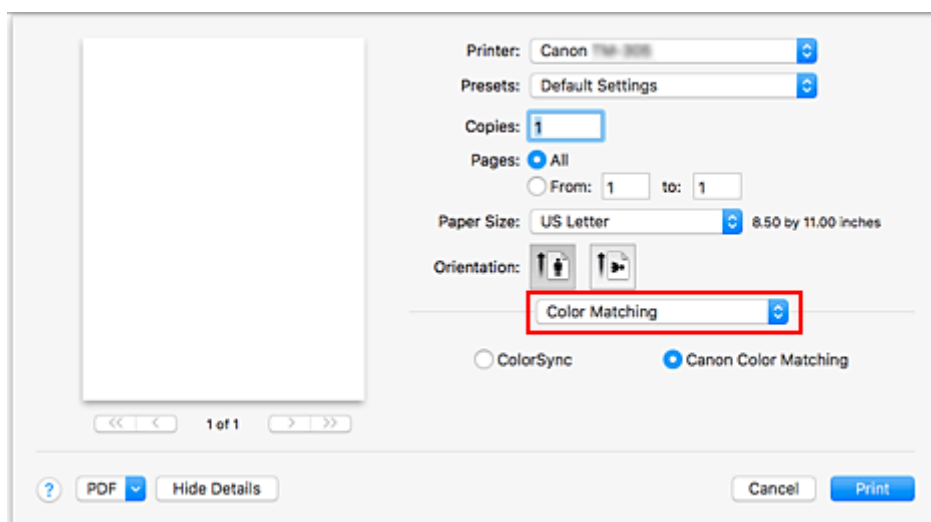 Printer: Canon
Presets: Default Settings
Copies: 1
Pages: All
From: 1 to: 1
Paper Size: US Letter 8.50 by 11.00 inches
Orientation:
Color Matching
ColorSync Canon Color Matching
<< < 1 of 1 > >>
? PDF Hide Details Cancel Print